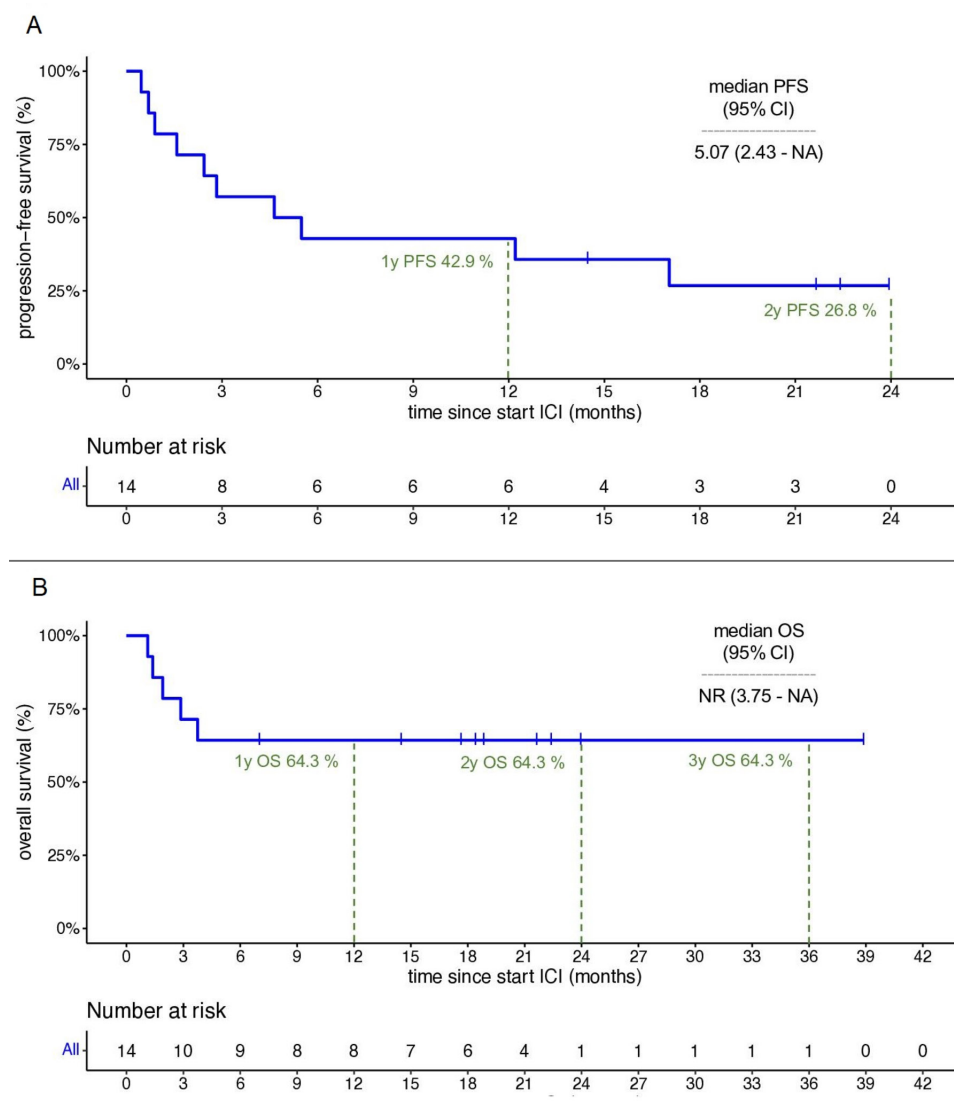 A
100%
75%
50%
25%
0%
progression−free survival (%)
median PFS
(95% CI)
--------------------
5.07 (2.43 - NA)
1y PFS 42.9 %
2y PFS 26.8 %
0 3 6 9 12 15 18 21 24
time since start ICI (months)
Number at risk
All 14 8 6 6 6 4 3 3 0
0 3 6 9 12 15 18 21 24
B
100%
75%
50%
25%
0%
overall survival (%)
median OS
(95% CI)
--------------------
NR (3.75 - NA)
1y OS 64.3 %
2y OS 64.3 %
3y OS 64.3 %
0 3 6 9 12 15 18 21 24 27 30 33 36 39 42
time since start ICI (months)
Number at risk
All 14 10 9 8 8 7 6 4 1 1 1 1 1 0 0
0 3 6 9 12 15 18 21 24 27 30 33 36 39 42